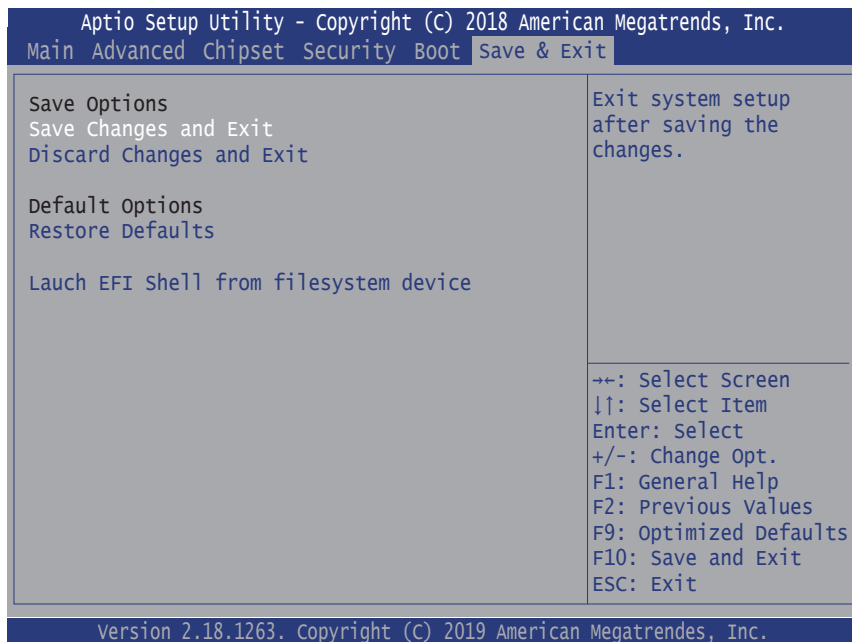 Aptio Setup Utility - Copyright (C) 2018 American Megatrends, Inc.
Main Advanced Chipset Security Boot Save & Exit
Save Options
Save Changes and Exit
Discard Changes and Exit
Default Options
Restore Defaults
Lauch EFI Shell from filesystem device
Exit system setup
after saving the
changes.
→←: Select Screen
↓↑: Select Item
Enter: Select
+/-: Change Opt.
F1: General Help
F2: Previous Values
F9: Optimized Defaults
F10: Save and Exit
ESC: Exit
Version 2.18.1263. Copyright (C) 2019 American Megatrendes, Inc.